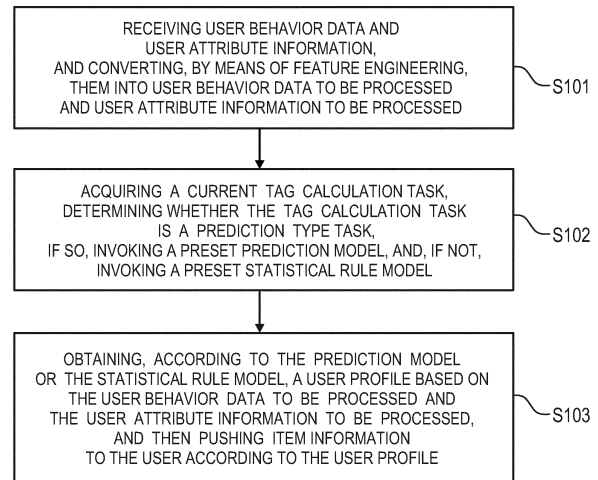 RECEIVING USER BEHAVIOR DATA AND
USER ATTRIBUTE INFORMATION,
AND CONVERTING, BY MEANS OF FEATURE ENGINEERING,
THEM INTO USER BEHAVIOR DATA TO BE PROCESSED
AND USER ATTRIBUTE INFORMATION TO BE PROCESSED
S101
ACQUIRING A CURRENT TAG CALCULATION TASK,
DETERMINING WHETHER THE TAG CALCULATION TASK
IS A PREDICTION TYPE TASK,
IF SO, INVOKING A PRESET PREDICTION MODEL, AND, IF NOT,
INVOKING A PRESET STATISTICAL RULE MODEL
S102
OBTAINING, ACCORDING TO THE PREDICTION MODEL
OR THE STATISTICAL RULE MODEL, A USER PROFILE BASED ON
THE USER BEHAVIOR DATA TO BE PROCESSED AND
THE USER ATTRIBUTE INFORMATION TO BE PROCESSED,
AND THEN PUSHING ITEM INFORMATION
TO THE USER ACCORDING TO THE USER PROFILE
S103